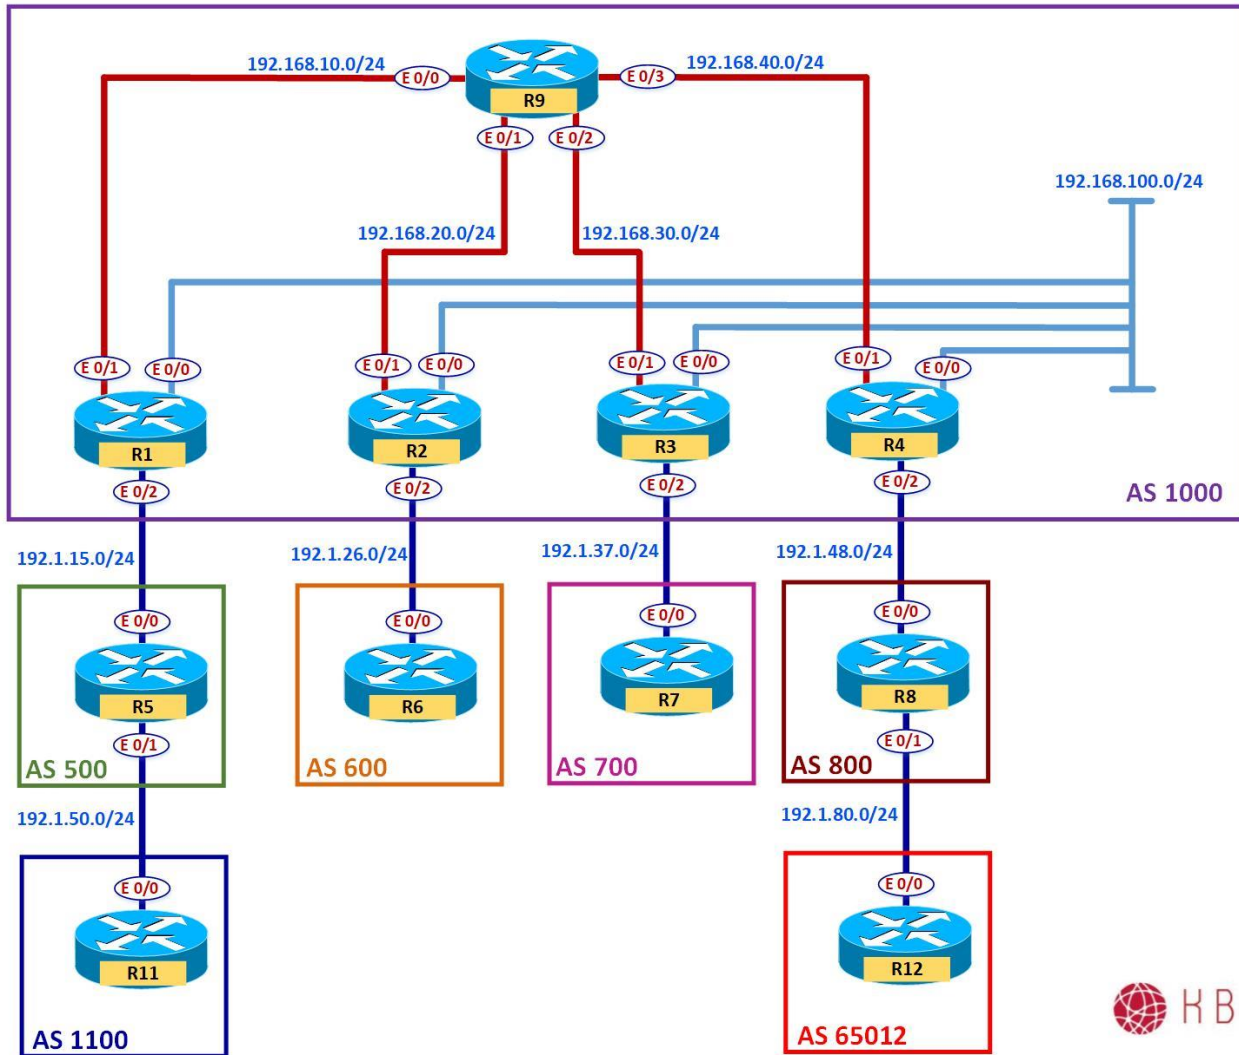 192.168.10.0/24
192.168.40.0/24
E 0/0
E 0/3
R9
E 0/1
E 0/2
192.168.100.0/24
192.168.20.0/24
192.168.30.0/24
E 0/1
E 0/0
E 0/1
E 0/0
E 0/1
E 0/0
E 0/1
E 0/0
R1
R2
R3
R4
E 0/2
E 0/2
E 0/2
E 0/2
AS 1000
192.1.15.0/24
192.1.26.0/24
192.1.37.0/24
192.1.48.0/24
E 0/0
E 0/0
E 0/0
E 0/0
R5
R6
R7
R8
E 0/1
E 0/1
AS 500
AS 600
AS 700
AS 800
192.1.50.0/24
192.1.80.0/24
E 0/0
E 0/0
R11
R12
AS 1100
AS 65012
KB